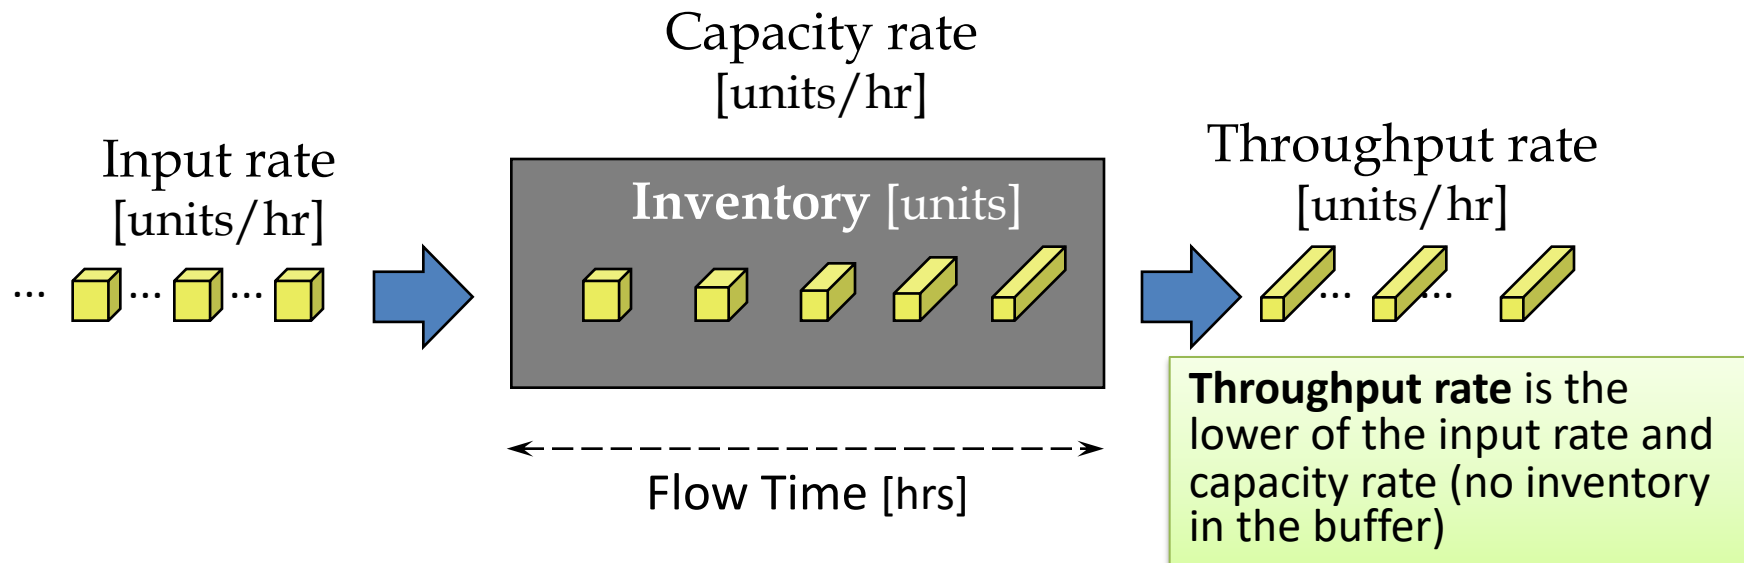 Capacity rate
[units/hr]
Input rate
[units/hr]
Throughput rate
[units/hr]
Inventory [units]
... ... ...
... ...
Flow Time [hrs]
Throughput rate is the
lower of the input rate and
capacity rate (no inventory
in the buffer)